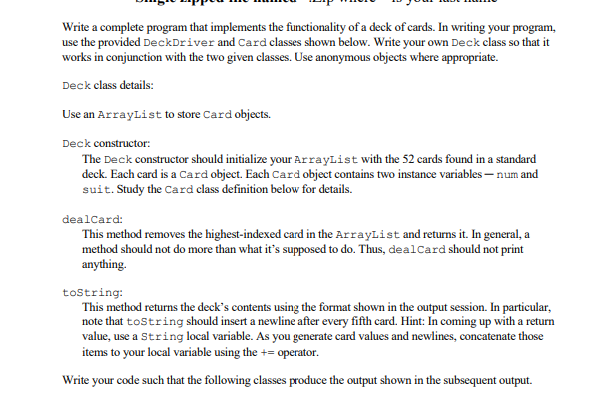 Single zipped file named " .Zip where " is your last name
Write a complete program that implements the functionality of a deck of cards. In writing your program,
use the provided DeckDriver and Card classes shown below. Write your own Deck class so that it
works in conjunction with the two given classes. Use anonymous objects where appropriate.
Deck class details:
Use an ArrayList to store Card objects.
Deck constructor:
The Deck constructor should initialize your ArrayList with the 52 cards found in a standard
deck. Each card is a Card object. Each Card object contains two instance variables — num and
suit. Study the Card class definition below for details.
dealCard:
This method removes the highest-indexed card in the ArrayList and returns it. In general, a
method should not do more than what it's supposed to do. Thus, dealCard should not print
anything.
toString:
This method returns the deck's contents using the format shown in the output session. In particular,
note that toString should insert a newline after every fifth card. Hint: In coming up with a return
value, use a String local variable. As you generate card values and newlines, concatenate those
items to your local variable using the += operator.
Write your code such that the following classes produce the output shown in the subsequent output.